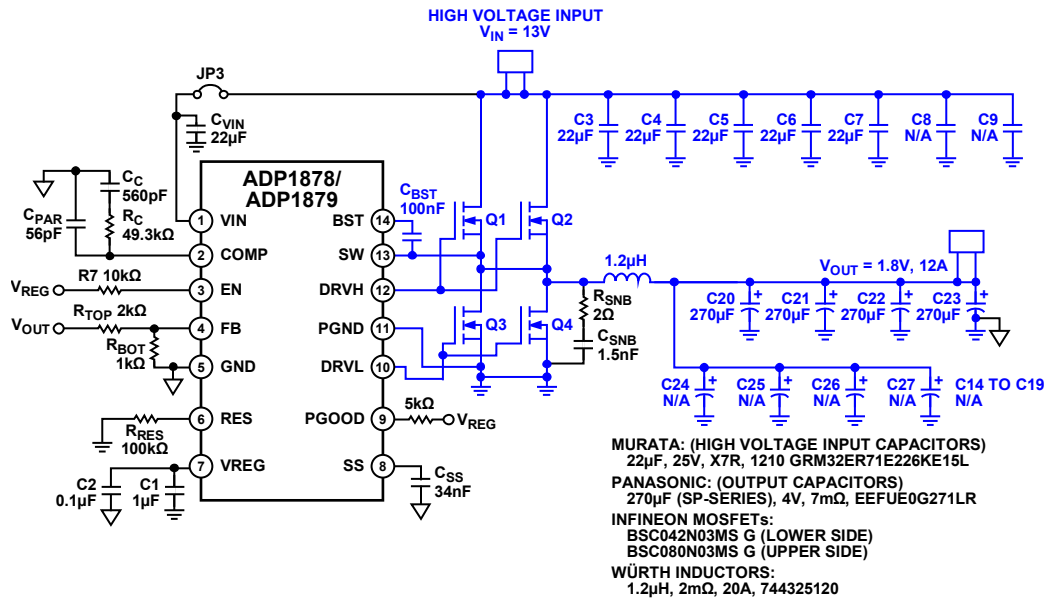 HIGH VOLTAGE INPUT
VIN = 13V
JP3
CVIN
22µF
C3
22µF
C4
22µF
C5
22µF
C6
22µF
C7
22µF
C8
N/A
C9
N/A
ADP1878/
ADP1879
CC
560pF
CPAR
56pF
RC
49.3kΩ
CBST
100nF
1 VIN
2 COMP
3 EN
4 FB
5 GND
6 RES
7 VREG
BST 14
SW 13
DRVH 12
PGND 11
DRVL 10
PGOOD 9
SS 8
R7 10kΩ
VREG
RTOP 2kΩ
VOUT
RBOT
1kΩ
RRES
100kΩ
C2
0.1µF
C1
1µF
Q1
Q2
Q3
Q4
5kΩ
VREG
CSS
34nF
1.2µH
RSNB
2Ω
CSNB
1.5nF
VOUT = 1.8V, 12A
C20
270µF
+
C21
270µF
+
C22
270µF
+
C23
270µF
+
C24
N/A
+
C25
N/A
+
C26
N/A
+
C27
N/A
+
C14 TO C19
N/A
MURATA: (HIGH VOLTAGE INPUT CAPACITORS)
22µF, 25V, X7R, 1210 GRM32ER71E226KE15L
PANASONIC: (OUTPUT CAPACITORS)
270µF (SP-SERIES), 4V, 7mΩ, EEFUE0G271LR
INFINEON MOSFETs:
BSC042N03MS G (LOWER SIDE)
BSC080N03MS G (UPPER SIDE)
WÜRTH INDUCTORS:
1.2µH, 2mΩ, 20A, 744325120